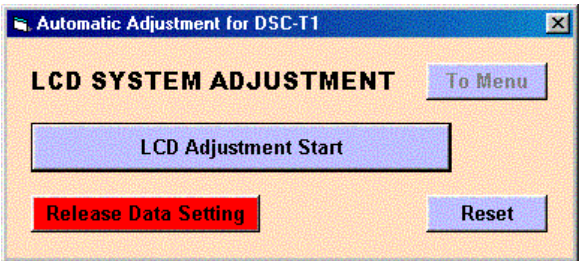 Automatic Adjustment for DSC-T1
LCD SYSTEM ADJUSTMENT
To Menu
LCD Adjustment Start
Release Data Setting
Reset